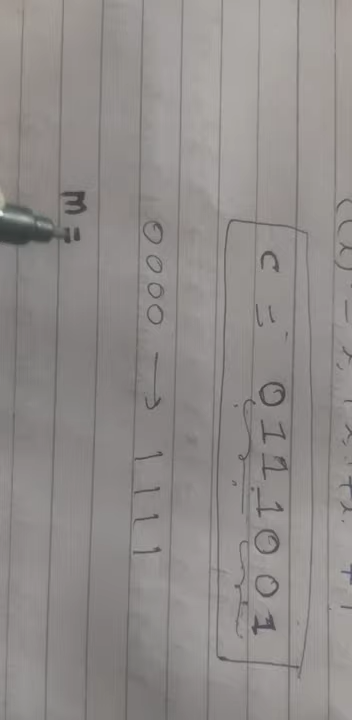 c = 0111001
0000 → 1111
m =